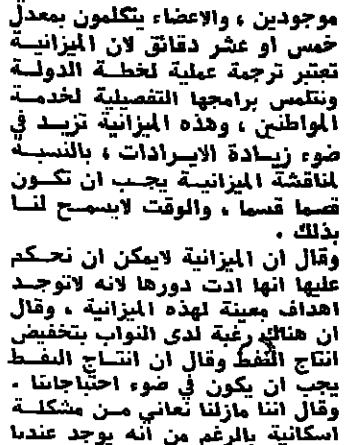 موجودين ، والاعضاء يتكلمون بمعدل
خمس او عشر دقائق لان الميزانية
تعتبر ترجمة عملية لخطة الدولة
ونتلمس برامجها التفصيلية لخدمة
المواطنين ، وهذه الميزانية تزيد في
ضوء زيادة الايرادات ، بالنسبة
لمناقشة الميزانية يجب ان تكون
قسما قسما ، والوقت لايسمح لنا
بذلك .
وقال ان الميزانية لايمكن ان نحكم
عليها انها ادت دورها لانه لاتوجد
اهداف معينة لهذه الميزانية ، وقال
ان هناك رغبة لدى النواب بتخفيض
انتاج النفط وقال ان انتاج النفط
يجب ان يكون في ضوء احتياجاتنا .
وقال اننا مازلنا نعاني من مشكلة
اسكانية بالرغم من انه يوجد عندنا